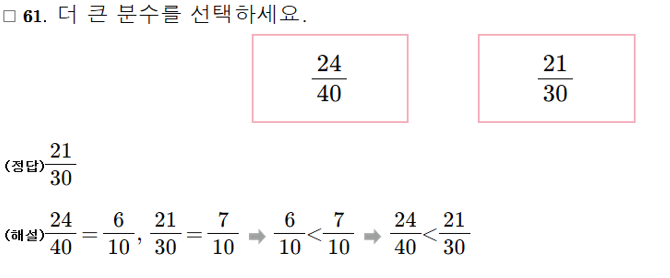 □ 61. 더 큰 분수를 선택하세요.
24/40 21/30
(정답) 21/30
(해설) 24/40 = 6/10, 21/30 = 7/10 ➡ 6/10 < 7/10 ➡ 24/40 < 21/30